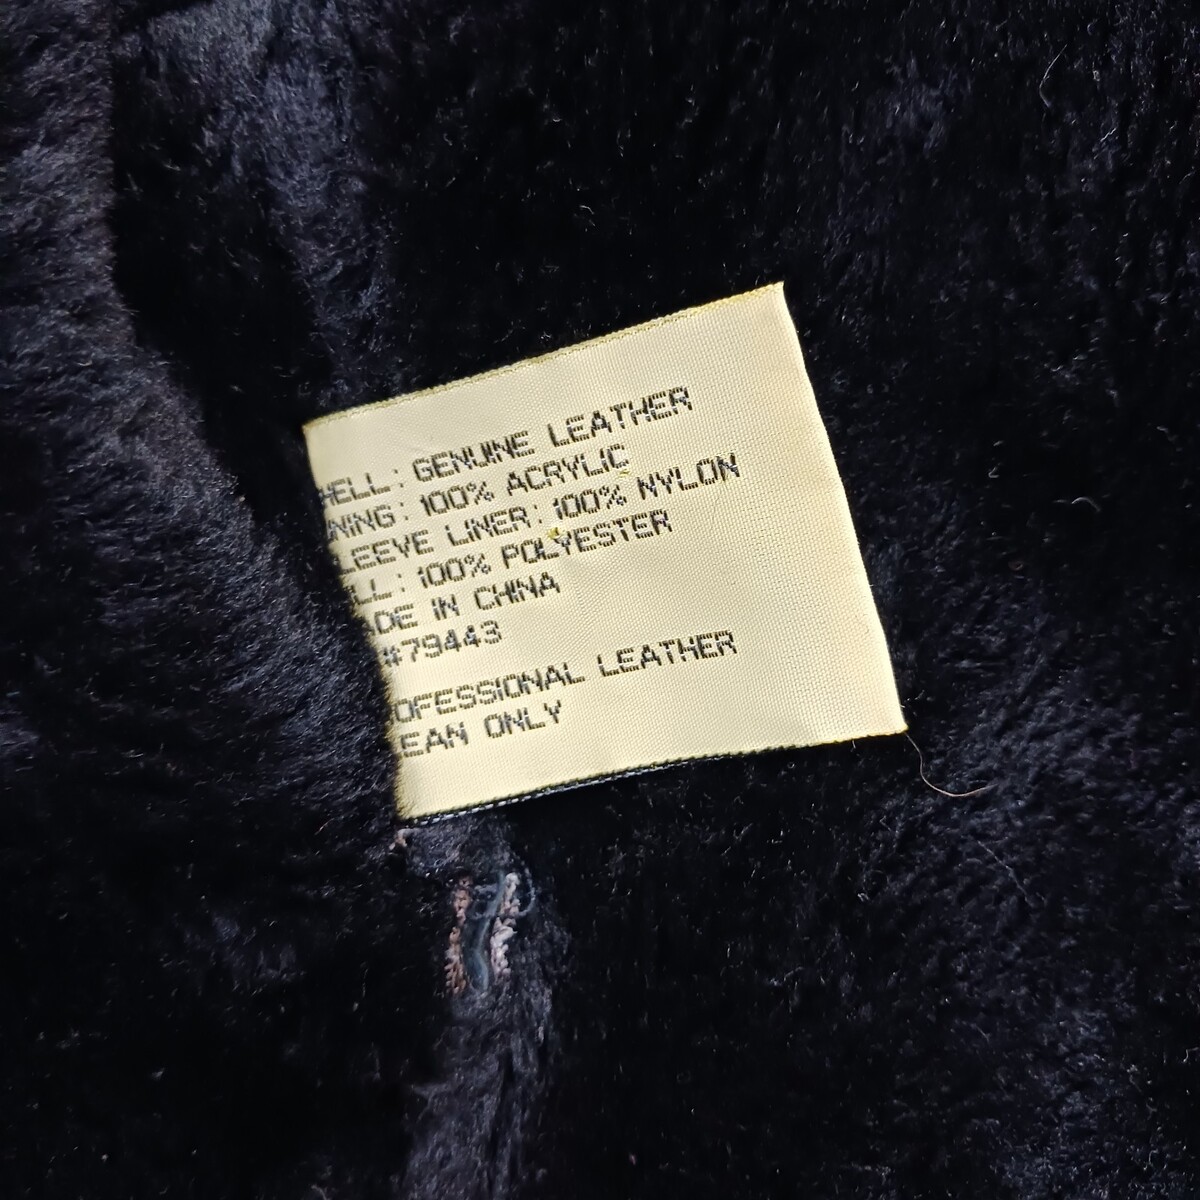 HELL: GENUINE LEATHER
NING: 100% ACRYLIC
LEEVE LINER: 100% NYLON
LL: 100% POLYESTER
ADE IN CHINA
#79443
OFESSIONAL LEATHER
EAN ONLY